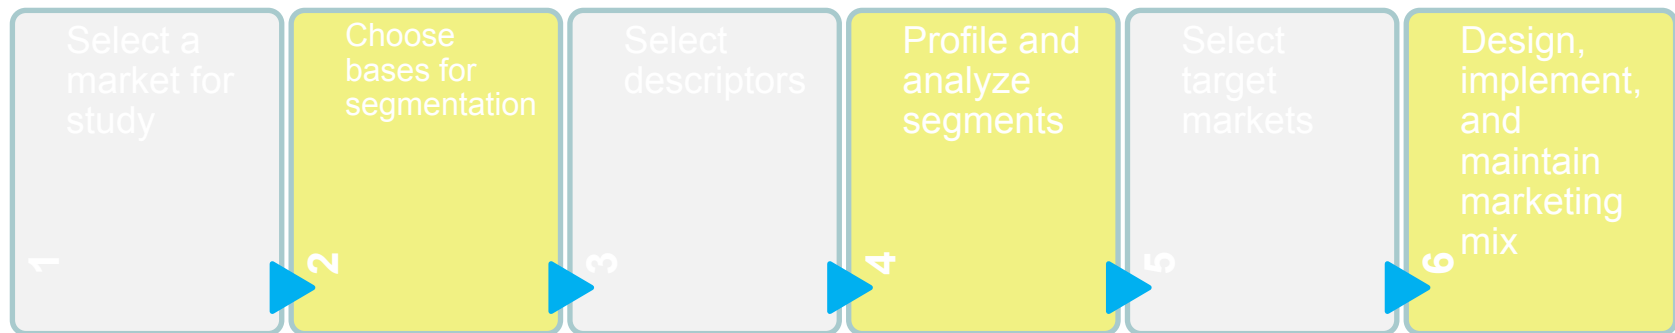 Select a
market for
study
1
Choose
bases for
segmentation
2
Select
descriptors
3
Profile and
analyze
segments
4
Select
target
markets
5
Design,
implement,
and
maintain
marketing
mix
6